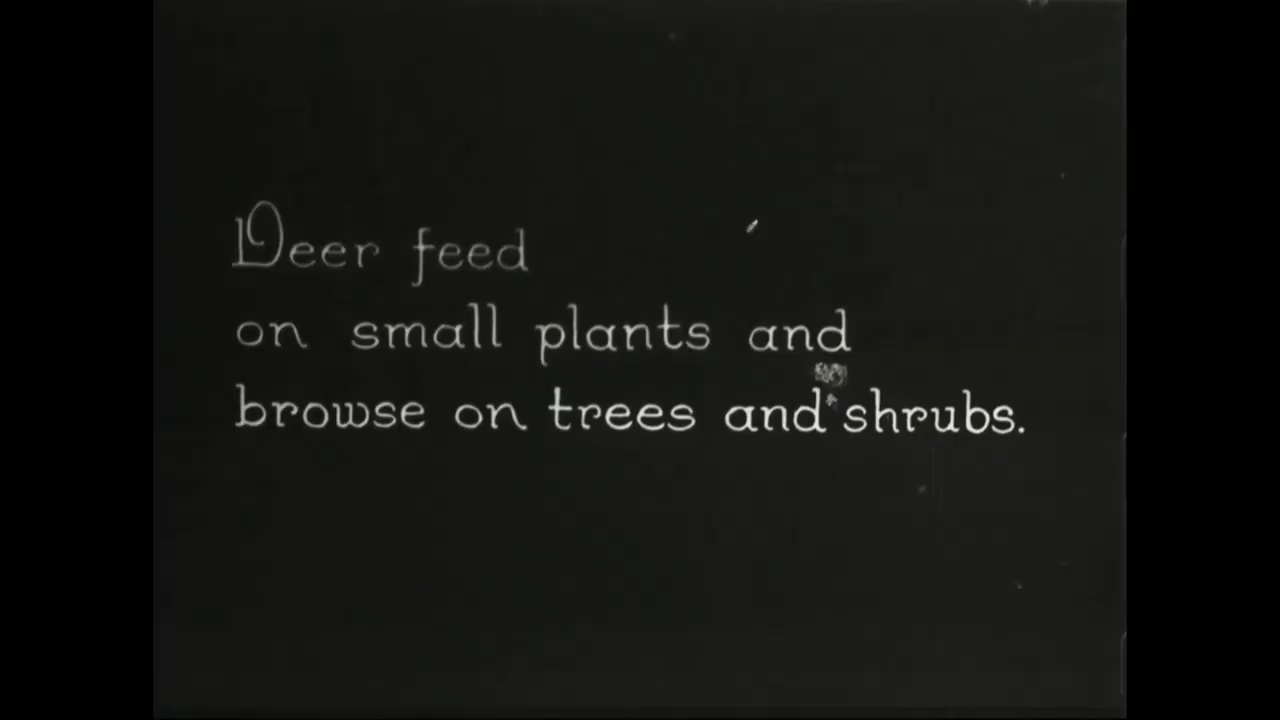 Deer feed
on small plants and
browse on trees and shrubs.